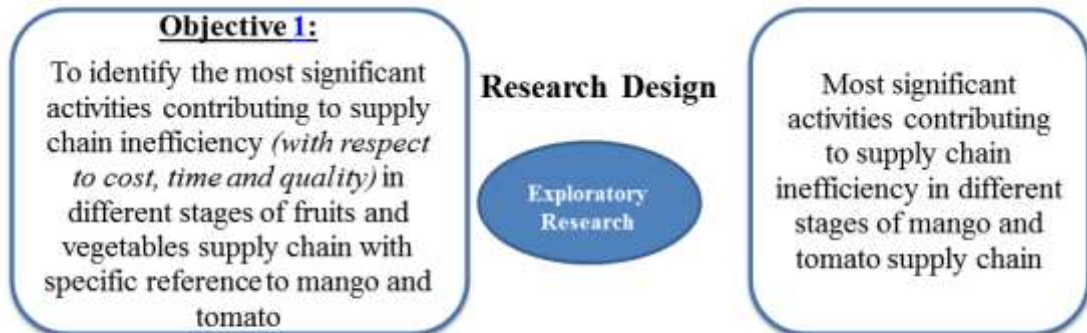 Objective 1:
To identify the most significant
activities contributing to supply
chain inefficiency (with respect
to cost, time and quality) in
different stages of fruits and
vegetables supply chain with
specific reference to mango and
tomato
Research Design
Exploratory
Research
Most significant
activities contributing
to supply chain
inefficiency in different
stages of mango and
tomato supply chain